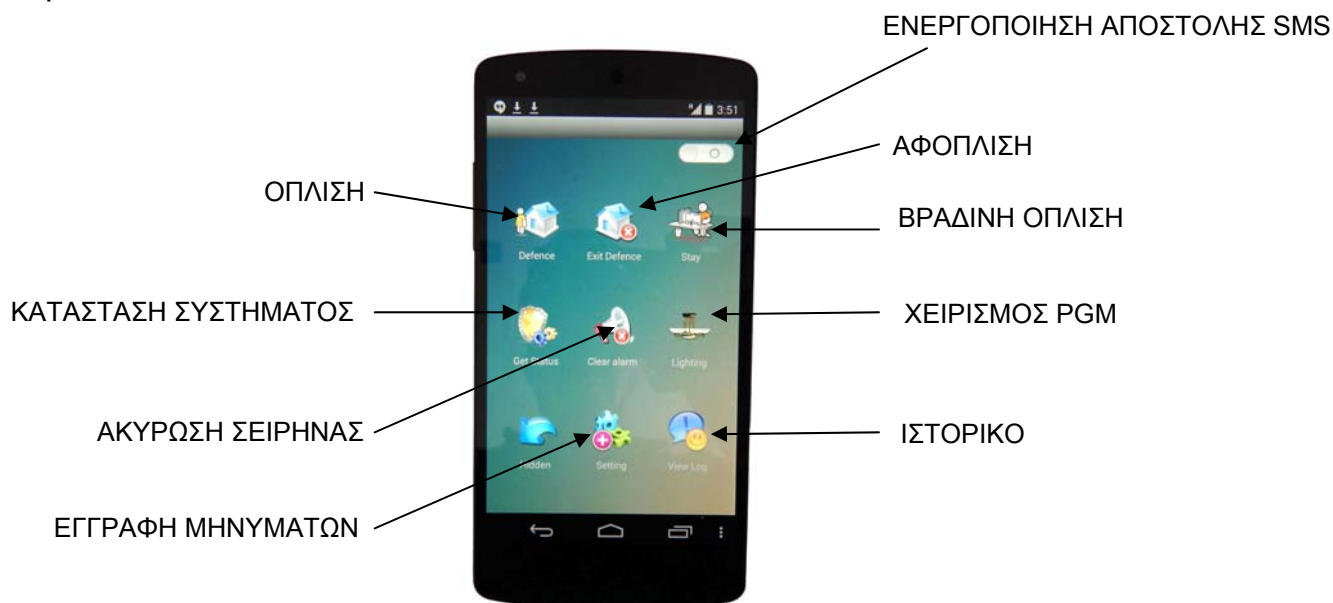 ΕΝΕΡΓΟΠΟΙΗΣΗ ΑΠΟΣΤΟΛΗΣ SMS
3:51
ΑΦΟΠΛΙΣΗ
ΟΠΛΙΣΗ
ΒΡΑΔΙΝΗ ΟΠΛΙΣΗ
Defence Exit Defence Stay
ΚΑΤΑΣΤΑΣΗ ΣΥΣΤΗΜΑΤΟΣ
ΧΕΙΡΙΣΜΟΣ PGM
Get Status Clear alarm Lighting
ΑΚΥΡΩΣΗ ΣΕΙΡΗΝΑΣ
ΙΣΤΟΡΙΚΟ
Hidden Setting View Log
ΕΓΓΡΑΦΗ ΜΗΝΥΜΑΤΩΝ